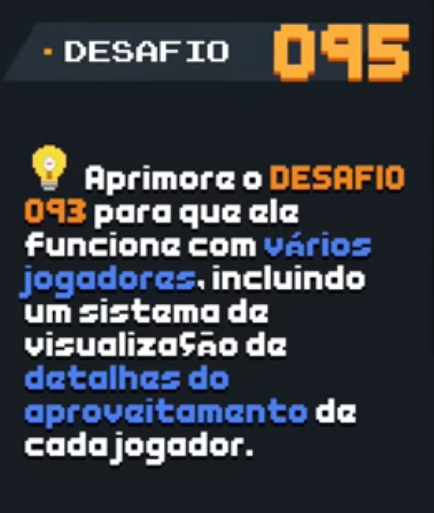 DESAFIO 095
Aprimore o DESAFIO
093 para que ele
funcione com vários
jogadores, incluindo
um sistema de
visualização de
detalhes do
aproveitamento de
cada jogador.